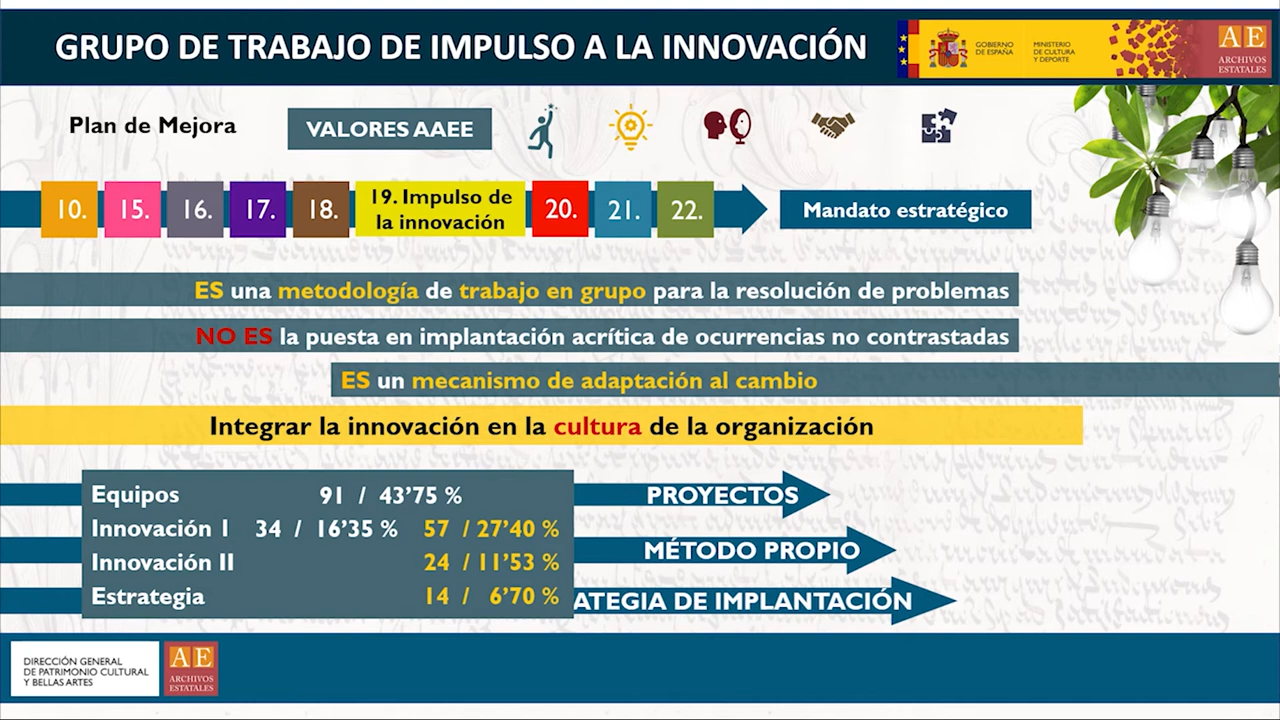 GRUPO DE TRABAJO DE IMPULSO A LA INNOVACIÓN
GOBIERNO
DE ESPAÑA
MINISTERIO
DE CULTURA
Y DEPORTE
AE
ARCHIVOS
ESTATALES
Plan de Mejora
VALORES AAEE
10.
15.
16.
17.
18.
19. Impulso de
la innovación
20.
21.
22.
Mandato estratégico
ES una metodología de trabajo en grupo para la resolución de problemas
NO ES la puesta en implantación acrítica de ocurrencias no contrastadas
ES un mecanismo de adaptación al cambio
Integrar la innovación en la cultura de la organización
Equipos 91 / 43’75 %
Innovación I 34 / 16’35 % 57 / 27’40 %
Innovación II 24 / 11’53 %
Estrategia 14 / 6’70 %
PROYECTOS
MÉTODO PROPIO
ATEGIA DE IMPLANTACIÓN
DIRECCIÓN GENERAL
DE PATRIMONIO CULTURAL
Y BELLAS ARTES
AE
ARCHIVOS
ESTATALES